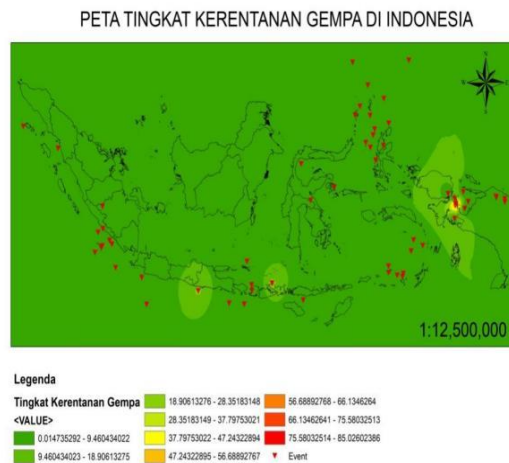 PETA TINGKAT KERENTANAN GEMPA DI INDONESIA
1:12,500,000
Legenda
Tingkat Kerentanan Gempa
<VALUE>
0.014735292 - 9.460434022
9.460434023 - 18.90613275
18.90613276 - 28.35183148
28.35183149 - 37.79753021
37.79753022 - 47.24322894
47.24322895 - 56.68892767
56.68892768 - 66.1346264
66.13462641 - 75.58032513
75.58032514 - 85.02602386
Event